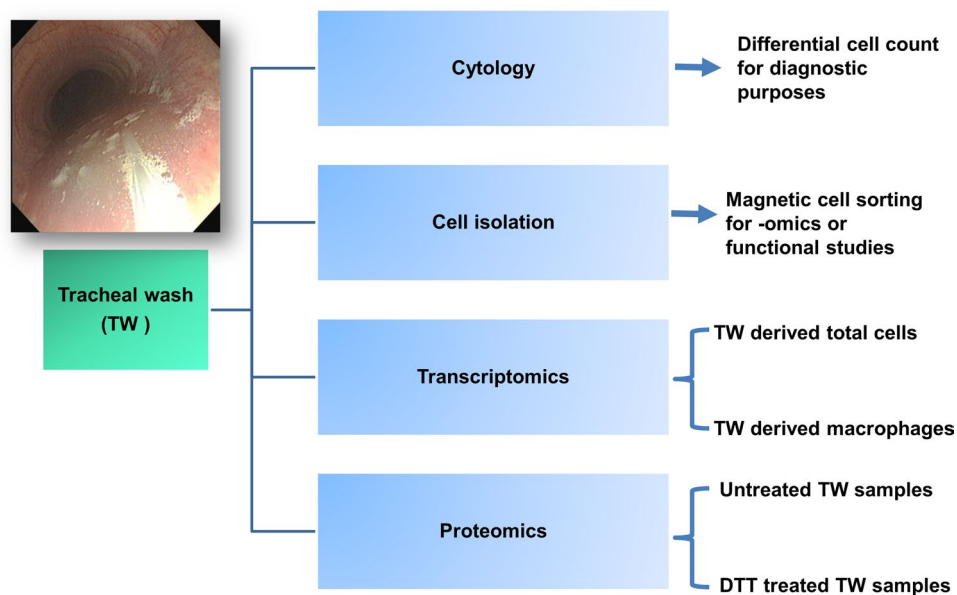 Tracheal wash
(TW )
Cytology
Differential cell count
for diagnostic
purposes
Cell isolation
Magnetic cell sorting
for -omics or
functional studies
Transcriptomics
TW derived total cells
TW derived macrophages
Proteomics
Untreated TW samples
DTT treated TW samples